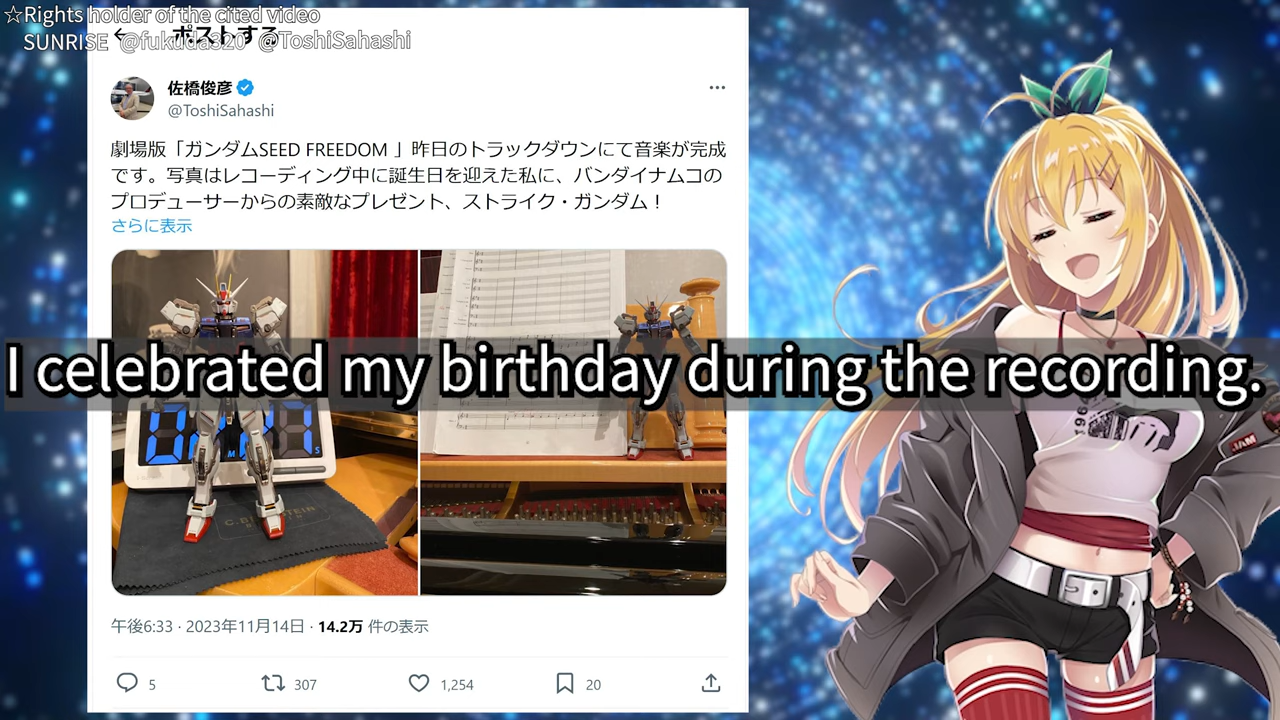 ☆Rights holder of the cited video
SUNRISE @fukuda320 @ToshiSahashi
← ポストする
佐橋俊彦
@ToshiSahashi
劇場版「ガンダムSEED FREEDOM 」昨日のトラックダウンにて音楽が完成
です。写真はレコーディング中に誕生日を迎えた私に、バンダイナムコの
プロデューサーからの素敵なプレゼント、ストライク・ガンダム！
さらに表示
I celebrated my birthday during the recording.
午後6:33 · 2023年11月14日 · 14.2万 件の表示
5 307 1,254 20